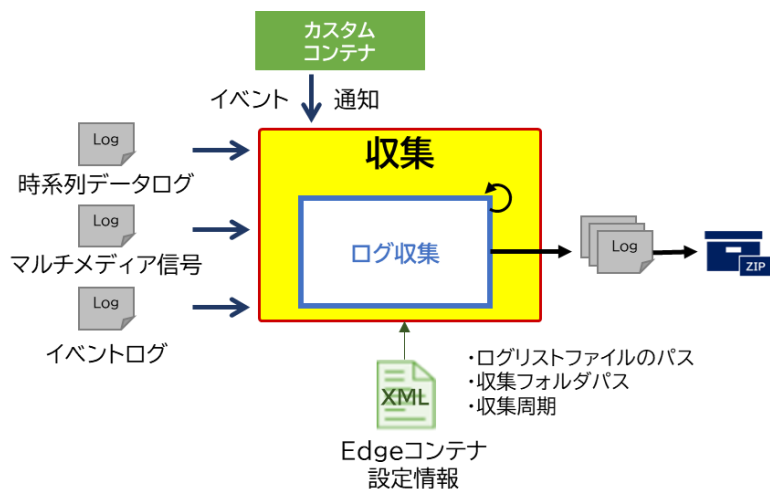 カスタム
コンテナ
イベント 通知
収集
Log
時系列データログ
Log
マルチメディア信号
Log
イベントログ
ログ収集
Log
ZIP
XML
・ログリストファイルのパス
・収集フォルダパス
・収集周期
Edgeコンテナ
設定情報